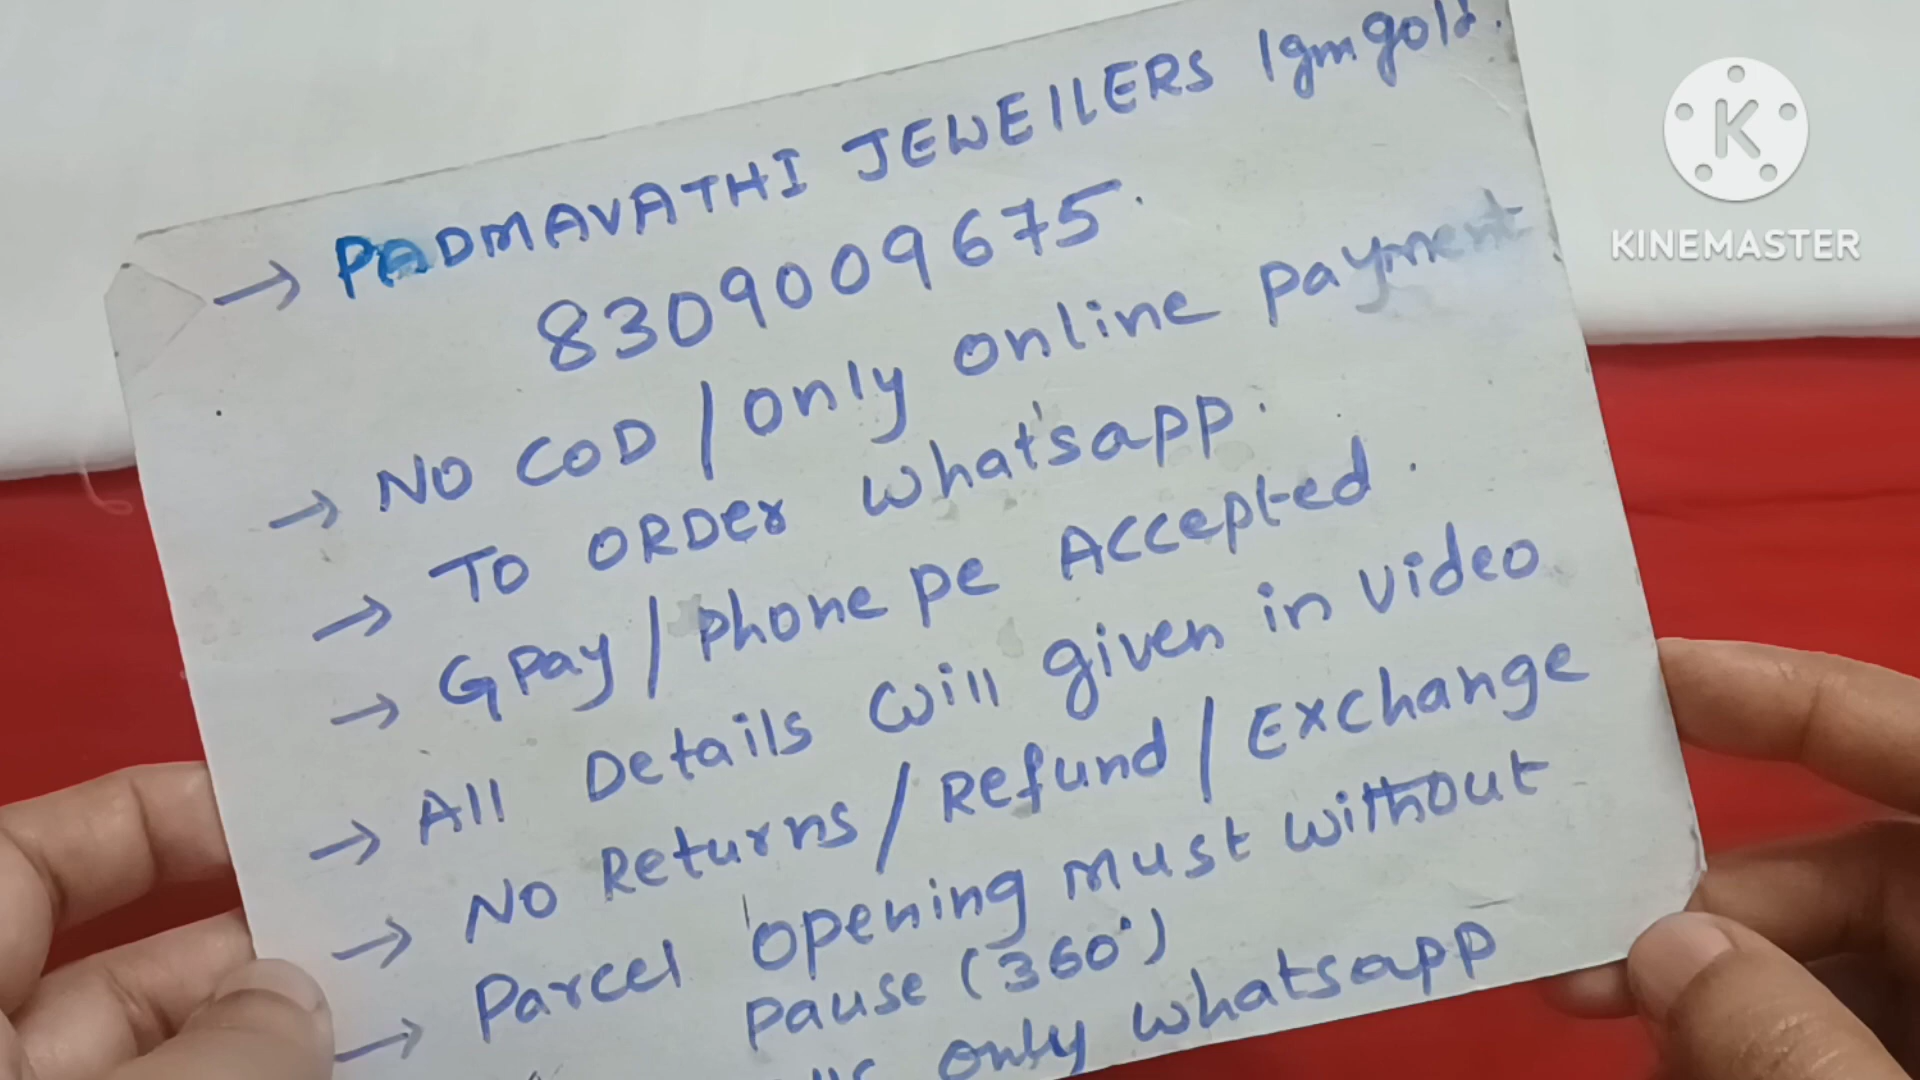 → PADMAVATHI JEWEllERS 1gm gold.
8309009675.
→ NO COD / only online payment
→ TO ORDer whatsapp.
→ GPay / phone pe Accepted.
→ All Details will given in video
→ NO Returns / Refund / Exchange
→ Parcel opening must without
pause (360°)
only whatsapp
K
KINEMASTER